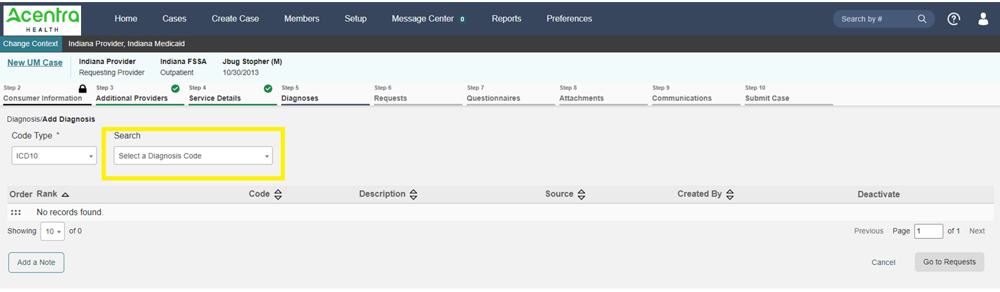 Acentra
HEALTH
Home Cases Create Case Members Setup Message Center 0 Reports Preferences Search by #
Change Context Indiana Provider, Indiana Medicaid
New UM Case Indiana Provider Indiana FSSA Jbug Stopher (M)
Requesting Provider Outpatient 10/30/2013
Step 2 Step 3 Step 4 Step 5 Step 6 Step 7 Step 8 Step 9 Step 10
Consumer Information Additional Providers Service Details Diagnoses Requests Questionnaires Attachments Communications Submit Case
Diagnosis/Add Diagnosis
Code Type * Search
ICD10 Select a Diagnosis Code
Order Rank Code Description Source Created By Deactivate
No records found.
Showing 10 of 0 Previous Page 1 of 1 Next
Add a Note Cancel Go to Requests